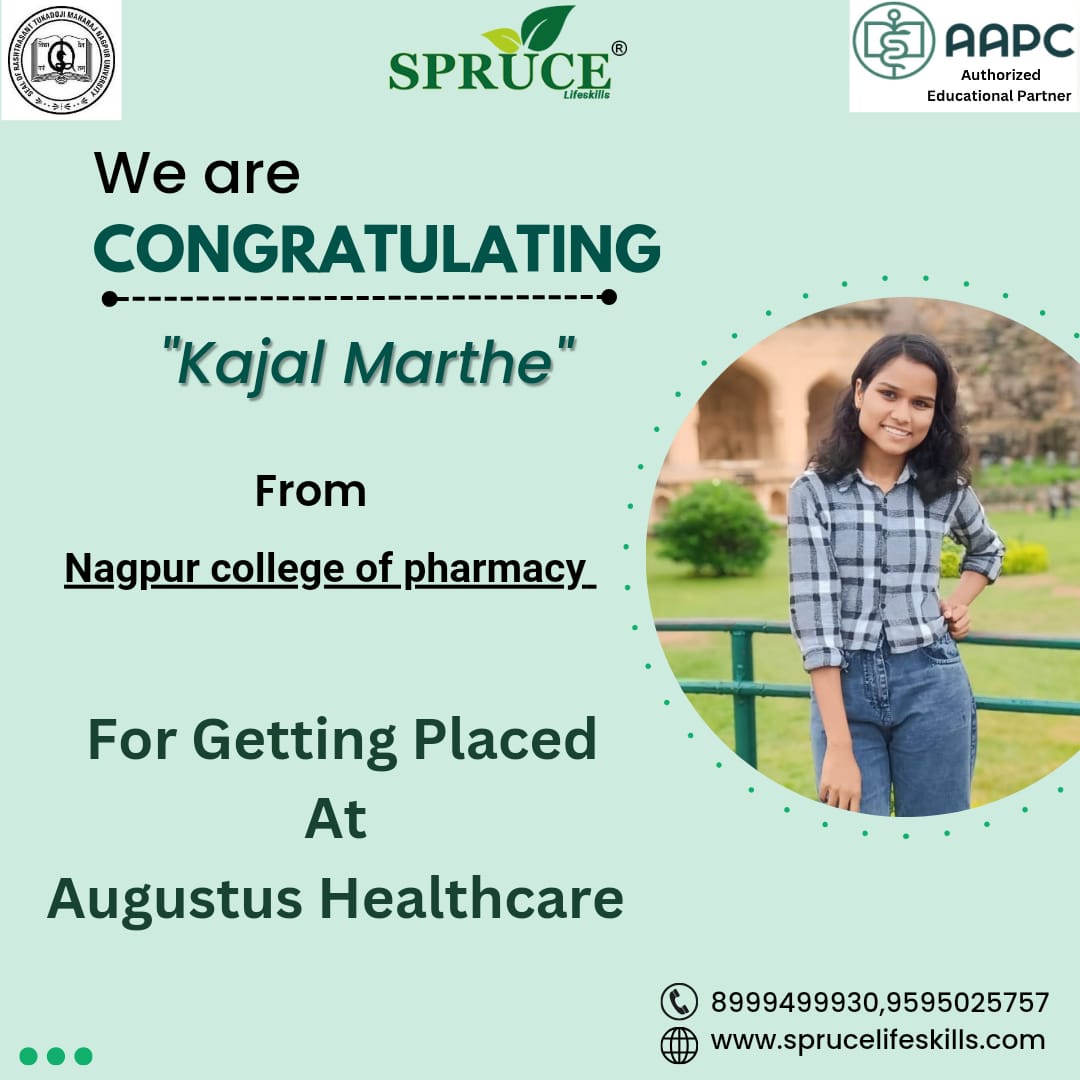 SEAL OF RASHTRASANT TUKADOJI MAHARAJ NAGPUR UNIVERSITY
SPRUCE®
Lifeskills
AAPC
Authorized
Educational Partner
We are
CONGRATULATING
"Kajal Marthe"
From
Nagpur college of pharmacy
For Getting Placed
At
Augustus Healthcare
8999499930,9595025757
www.sprucelifeskills.com